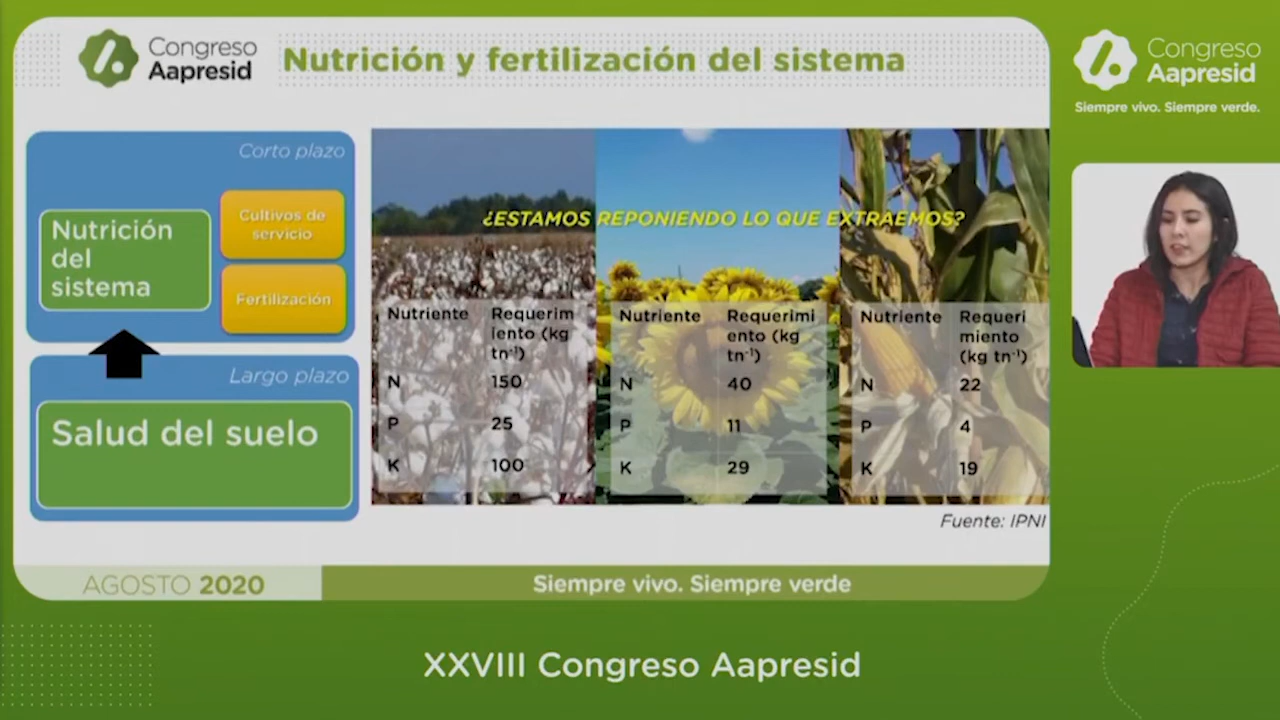 Congreso
Aapresid
Nutrición y fertilización del sistema
Congreso
Aapresid
Siempre vivo. Siempre verde.
Corto plazo
Nutrición
del
sistema
Cultivos de
servicio
Fertilización
Largo plazo
Salud del suelo
¿ESTAMOS REPONIENDO LO QUE EXTRAEMOS?
Nutriente Requerim
iento (kg
tn⁻¹)
N 150
P 25
K 100
Nutriente Requerimi
ento (kg
tn⁻¹)
N 40
P 11
K 29
Nutriente Requeri
miento
(kg tn⁻¹)
N 22
P 4
K 19
Fuente: IPNI
AGOSTO 2020
Siempre vivo. Siempre verde
XXVIII Congreso Aapresid